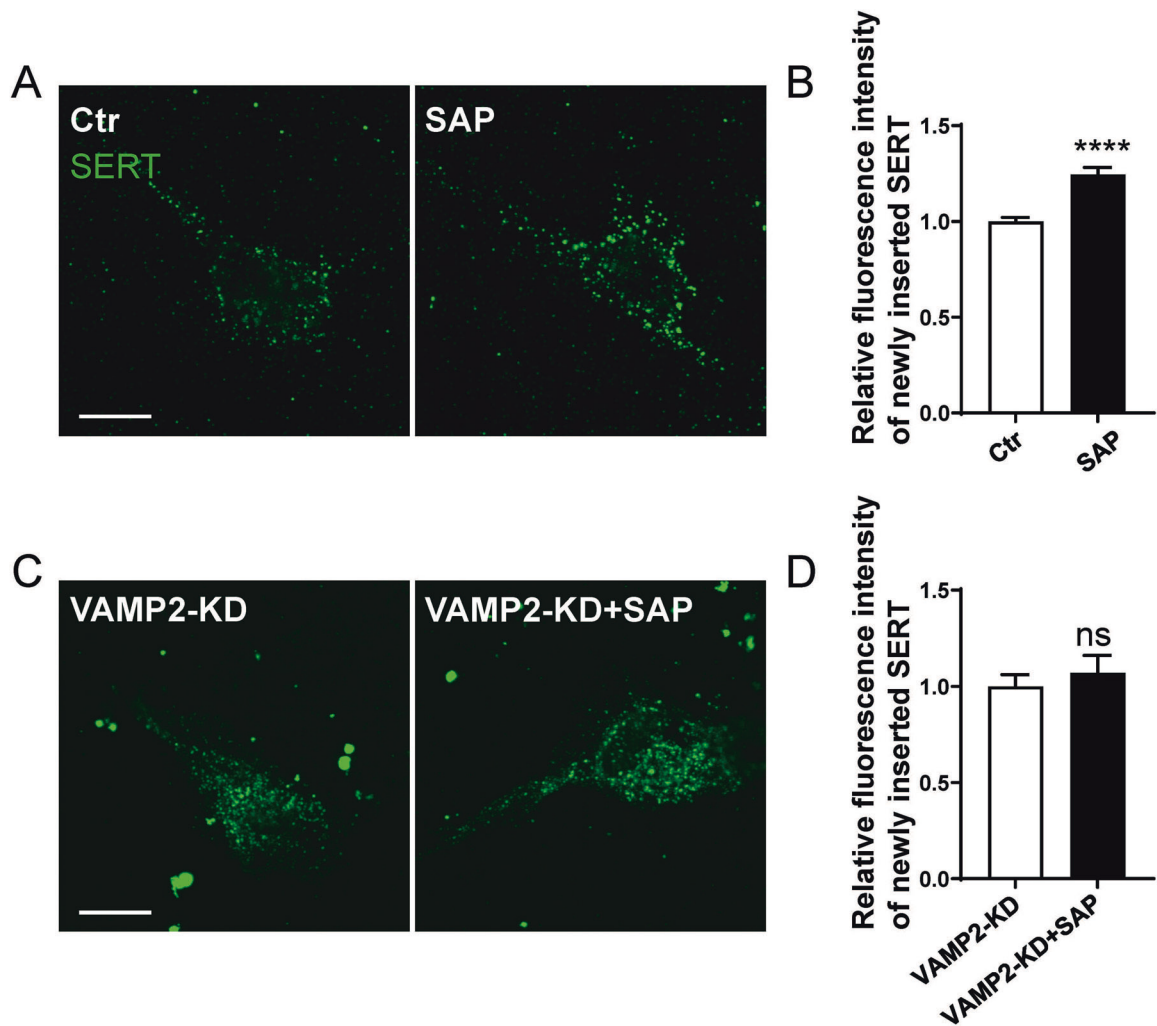 A
Ctr
SERT
SAP
B
Relative fluorescence intensity
of newly inserted SERT
1.5
1.0
0.5
0.0
****
Ctr
SAP
C
VAMP2-KD
VAMP2-KD+SAP
D
Relative fluorescence intensity
of newly inserted SERT
1.5
1.0
0.5
0.0
ns
VAMP2-KD
VAMP2-KD+SAP